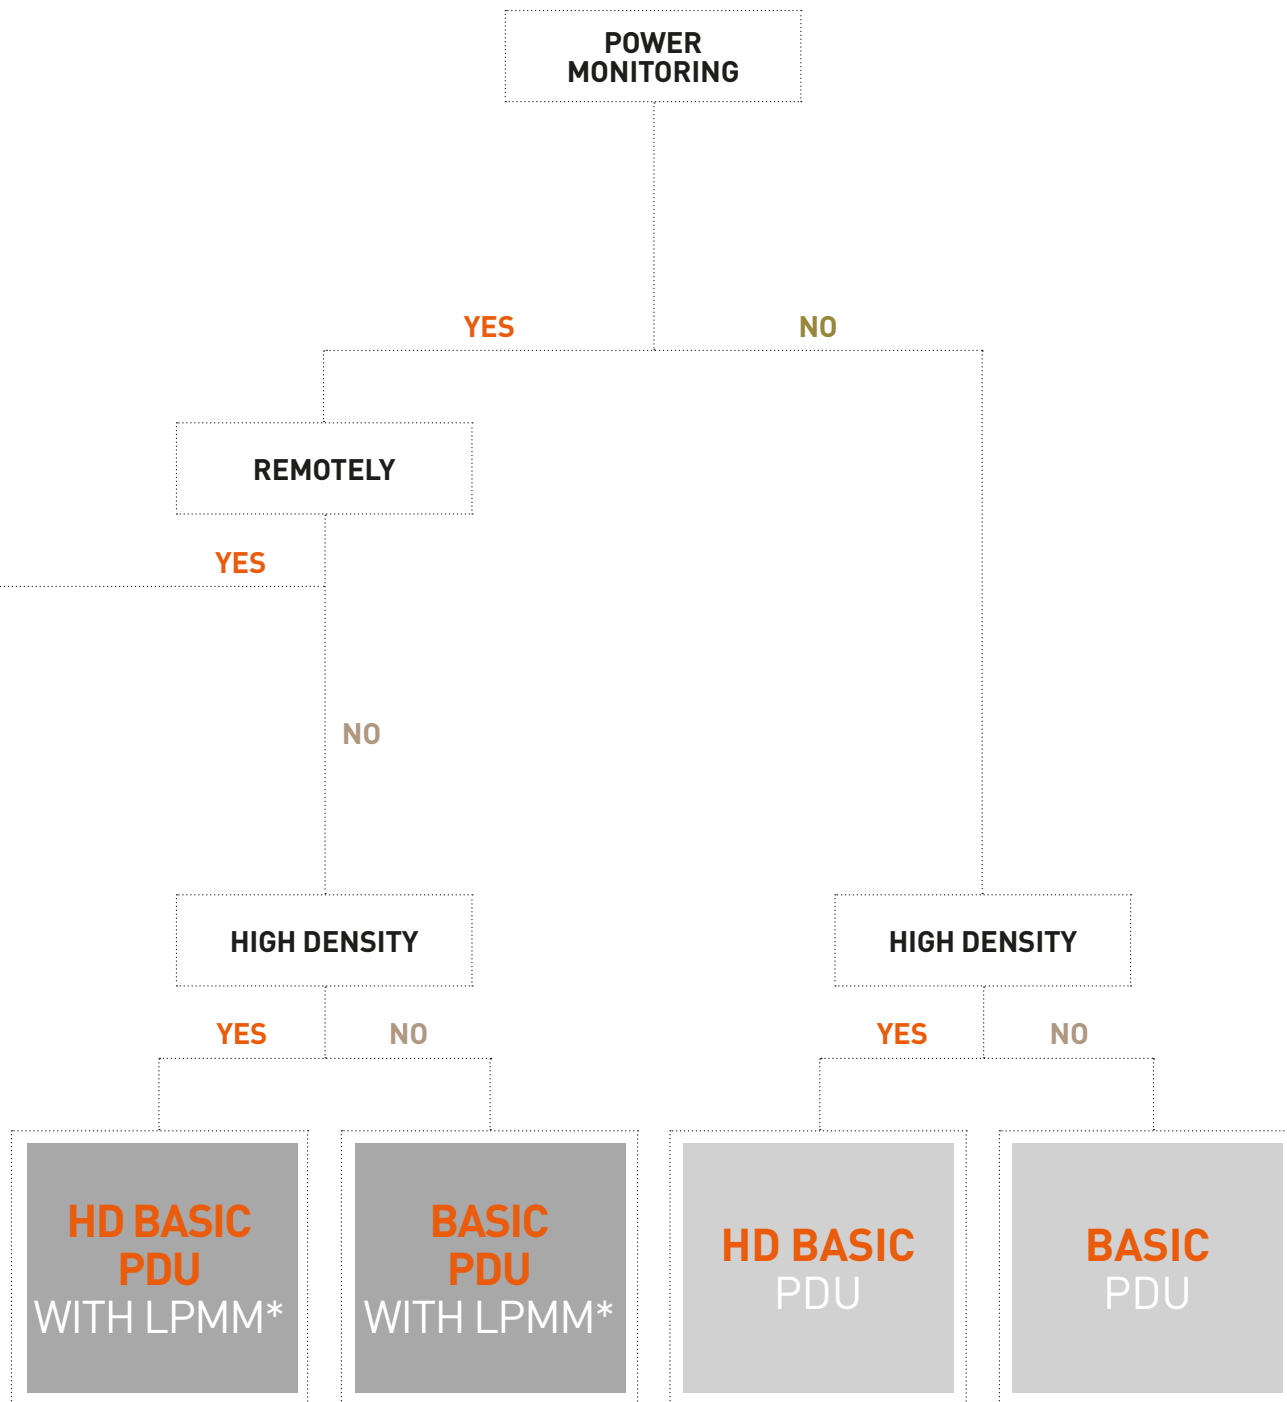 POWER
MONITORING
YES
NO
REMOTELY
YES
NO
HIGH DENSITY
HIGH DENSITY
YES
NO
YES
NO
HD BASIC
PDU
WITH LPMM*
BASIC
PDU
WITH LPMM*
HD BASIC
PDU
BASIC
PDU